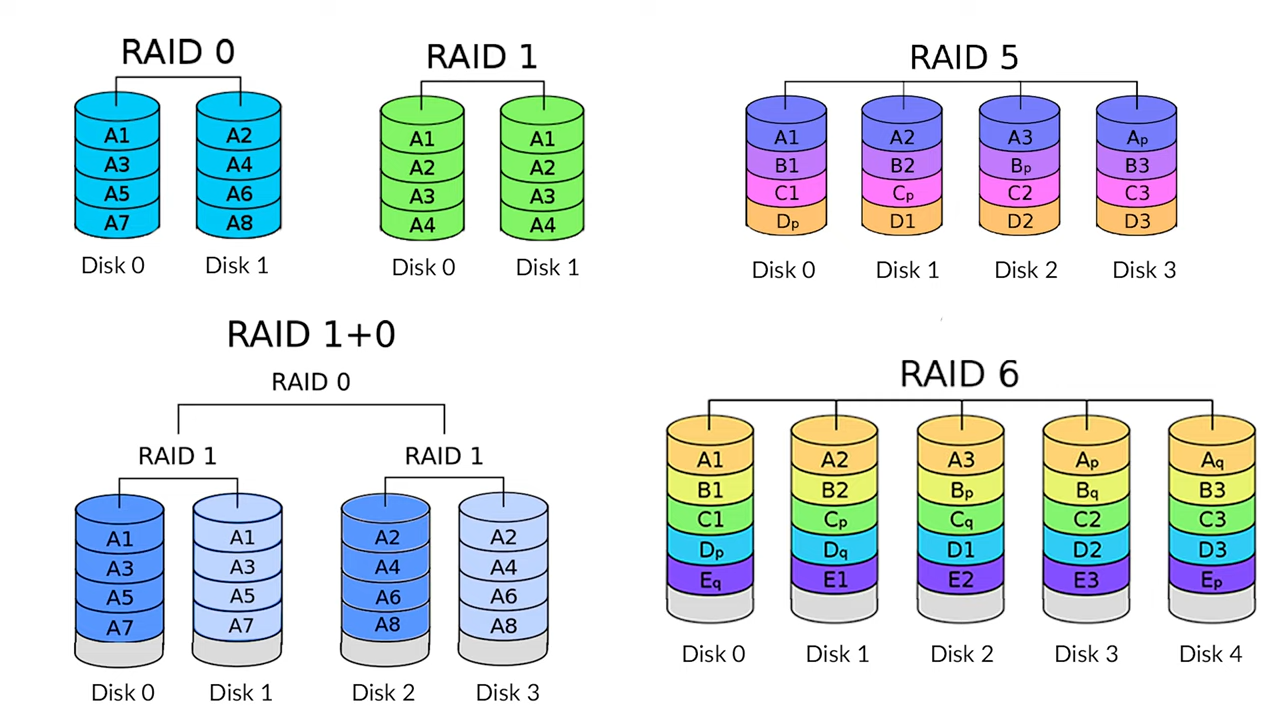 RAID 0
A1 A2
A3 A4
A5 A6
A7 A8
Disk 0 Disk 1
RAID 1
A1 A1
A2 A2
A3 A3
A4 A4
Disk 0 Disk 1
RAID 5
A1 A2 A3 Ap
B1 B2 Bp B3
C1 Cp C2 C3
Dp D1 D2 D3
Disk 0 Disk 1 Disk 2 Disk 3
RAID 1+0
RAID 0
RAID 1 RAID 1
A1 A1 A2 A2
A3 A3 A4 A4
A5 A5 A6 A6
A7 A7 A8 A8
Disk 0 Disk 1 Disk 2 Disk 3
RAID 6
A1 A2 A3 Ap Aq
B1 B2 Bp Bq B3
C1 Cp Cq C2 C3
Dp Dq D1 D2 D3
Eq E1 E2 E3 Ep
Disk 0 Disk 1 Disk 2 Disk 3 Disk 4